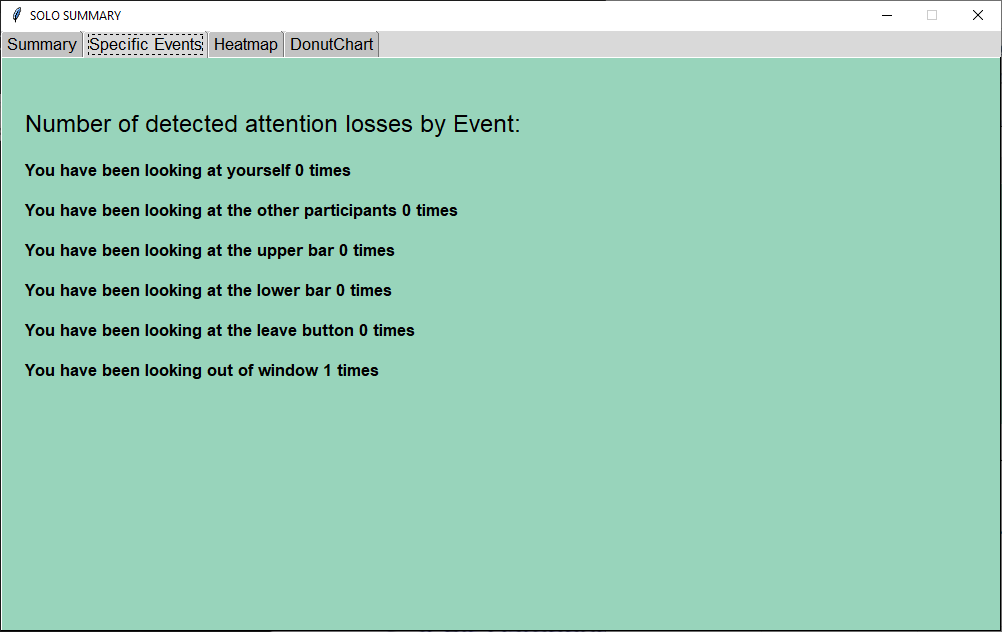 SOLO SUMMARY
Summary Specific Events Heatmap DonutChart
Number of detected attention losses by Event:
You have been looking at yourself 0 times
You have been looking at the other participants 0 times
You have been looking at the upper bar 0 times
You have been looking at the lower bar 0 times
You have been looking at the leave button 0 times
You have been looking out of window 1 times